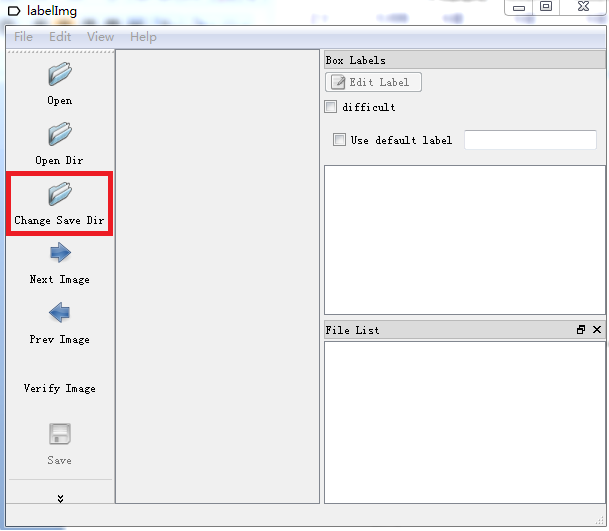 labelImg
File Edit View Help
Open
Open Dir
Change Save Dir
Next Image
Prev Image
Verify Image
Save
Box Labels
Edit Label
difficult
Use default label
File List